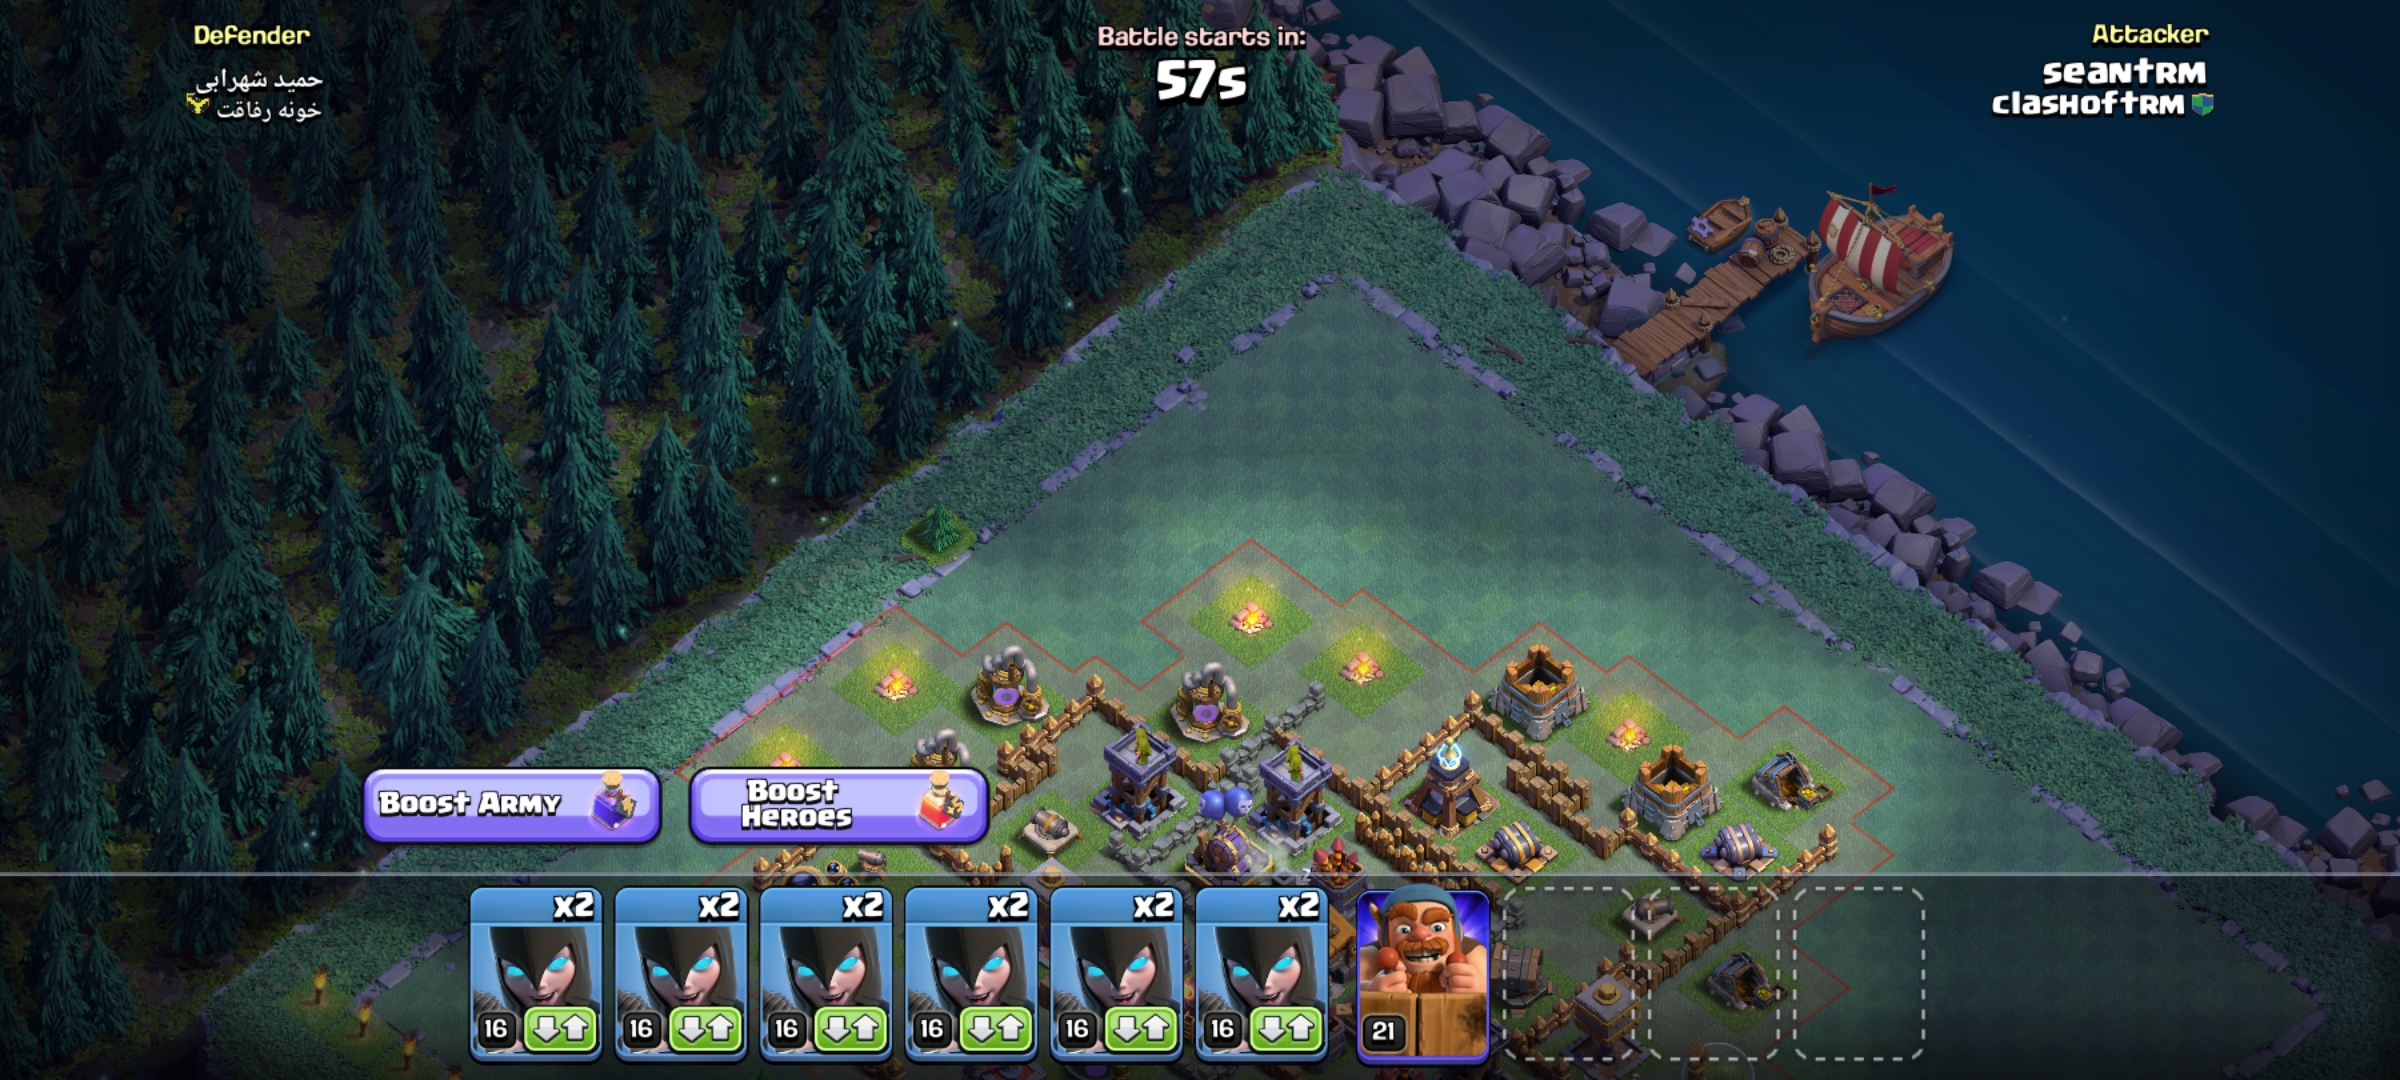 Defender
حمید شهرابی
خونه رفاقت
Battle starts in:
57s
Attacker
seantRM
clashoftRM
Boost Army
Boost
Heroes
x2
x2
x2
x2
x2
x2
16
16
16
16
16
16
21